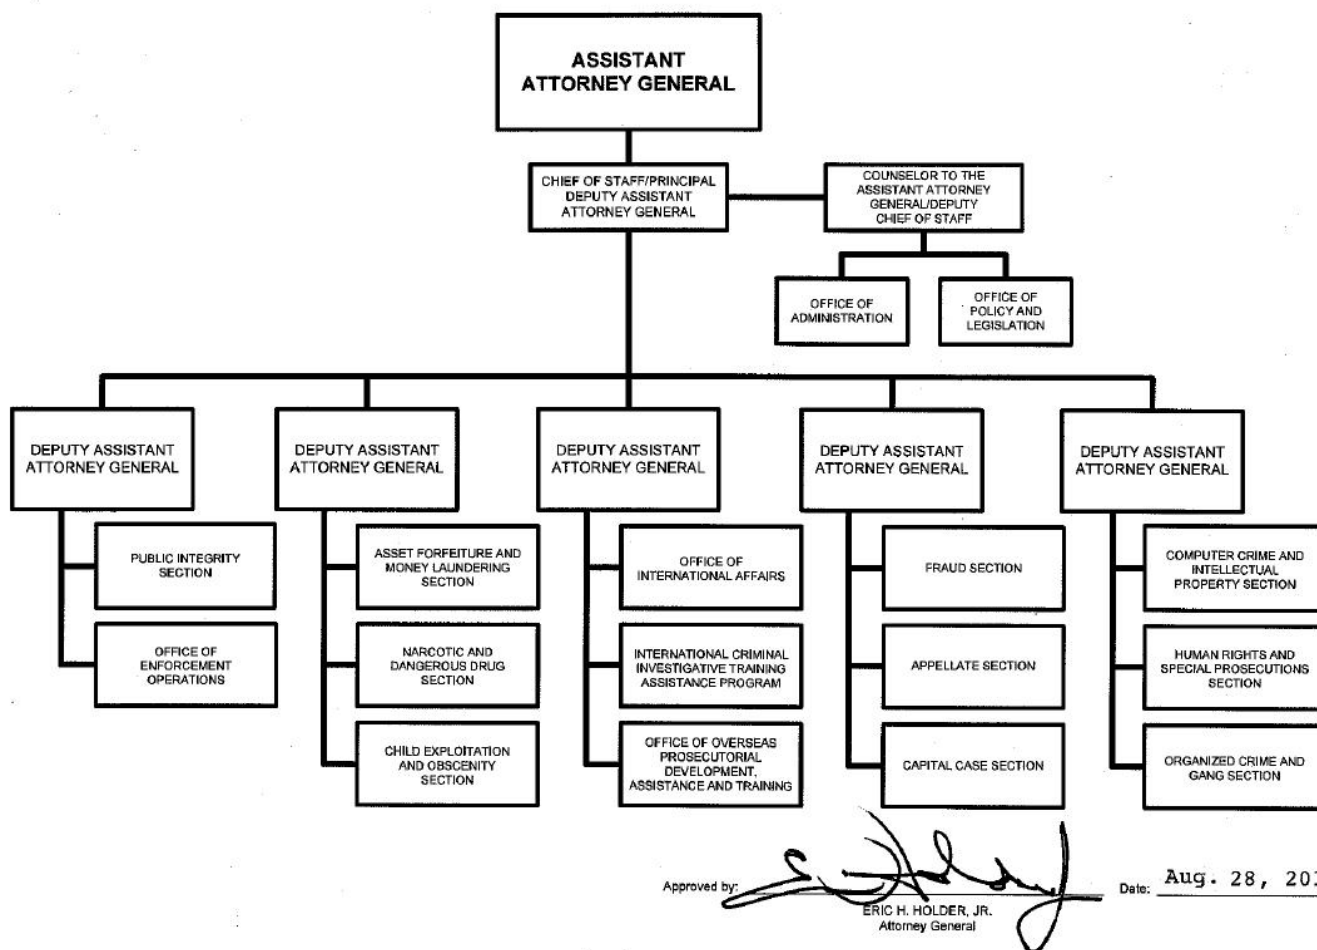 ASSISTANT
ATTORNEY GENERAL
CHIEF OF STAFF/PRINCIPAL
DEPUTY ASSISTANT
ATTORNEY GENERAL
COUNSELOR TO THE
ASSISTANT ATTORNEY
GENERAL/DEPUTY
CHIEF OF STAFF
OFFICE OF
ADMINISTRATION
OFFICE OF
POLICY AND
LEGISLATION
DEPUTY ASSISTANT
ATTORNEY GENERAL
PUBLIC INTEGRITY
SECTION
OFFICE OF
ENFORCEMENT
OPERATIONS
DEPUTY ASSISTANT
ATTORNEY GENERAL
ASSET FORFEITURE AND
MONEY LAUNDERING
SECTION
NARCOTIC AND
DANGEROUS DRUG
SECTION
CHILD EXPLOITATION
AND OBSCENITY
SECTION
DEPUTY ASSISTANT
ATTORNEY GENERAL
OFFICE OF
INTERNATIONAL AFFAIRS
INTERNATIONAL CRIMINAL
INVESTIGATIVE TRAINING
ASSISTANCE PROGRAM
OFFICE OF OVERSEAS
PROSECUTORIAL
DEVELOPMENT,
ASSISTANCE AND TRAINING
DEPUTY ASSISTANT
ATTORNEY GENERAL
FRAUD SECTION
APPELLATE SECTION
CAPITAL CASE SECTION
DEPUTY ASSISTANT
ATTORNEY GENERAL
COMPUTER CRIME AND
INTELLECTUAL
PROPERTY SECTION
HUMAN RIGHTS AND
SPECIAL PROSECUTIONS
SECTION
ORGANIZED CRIME AND
GANG SECTION
Approved by:
ERIC H. HOLDER, JR.
Attorney General
Date: Aug. 28,